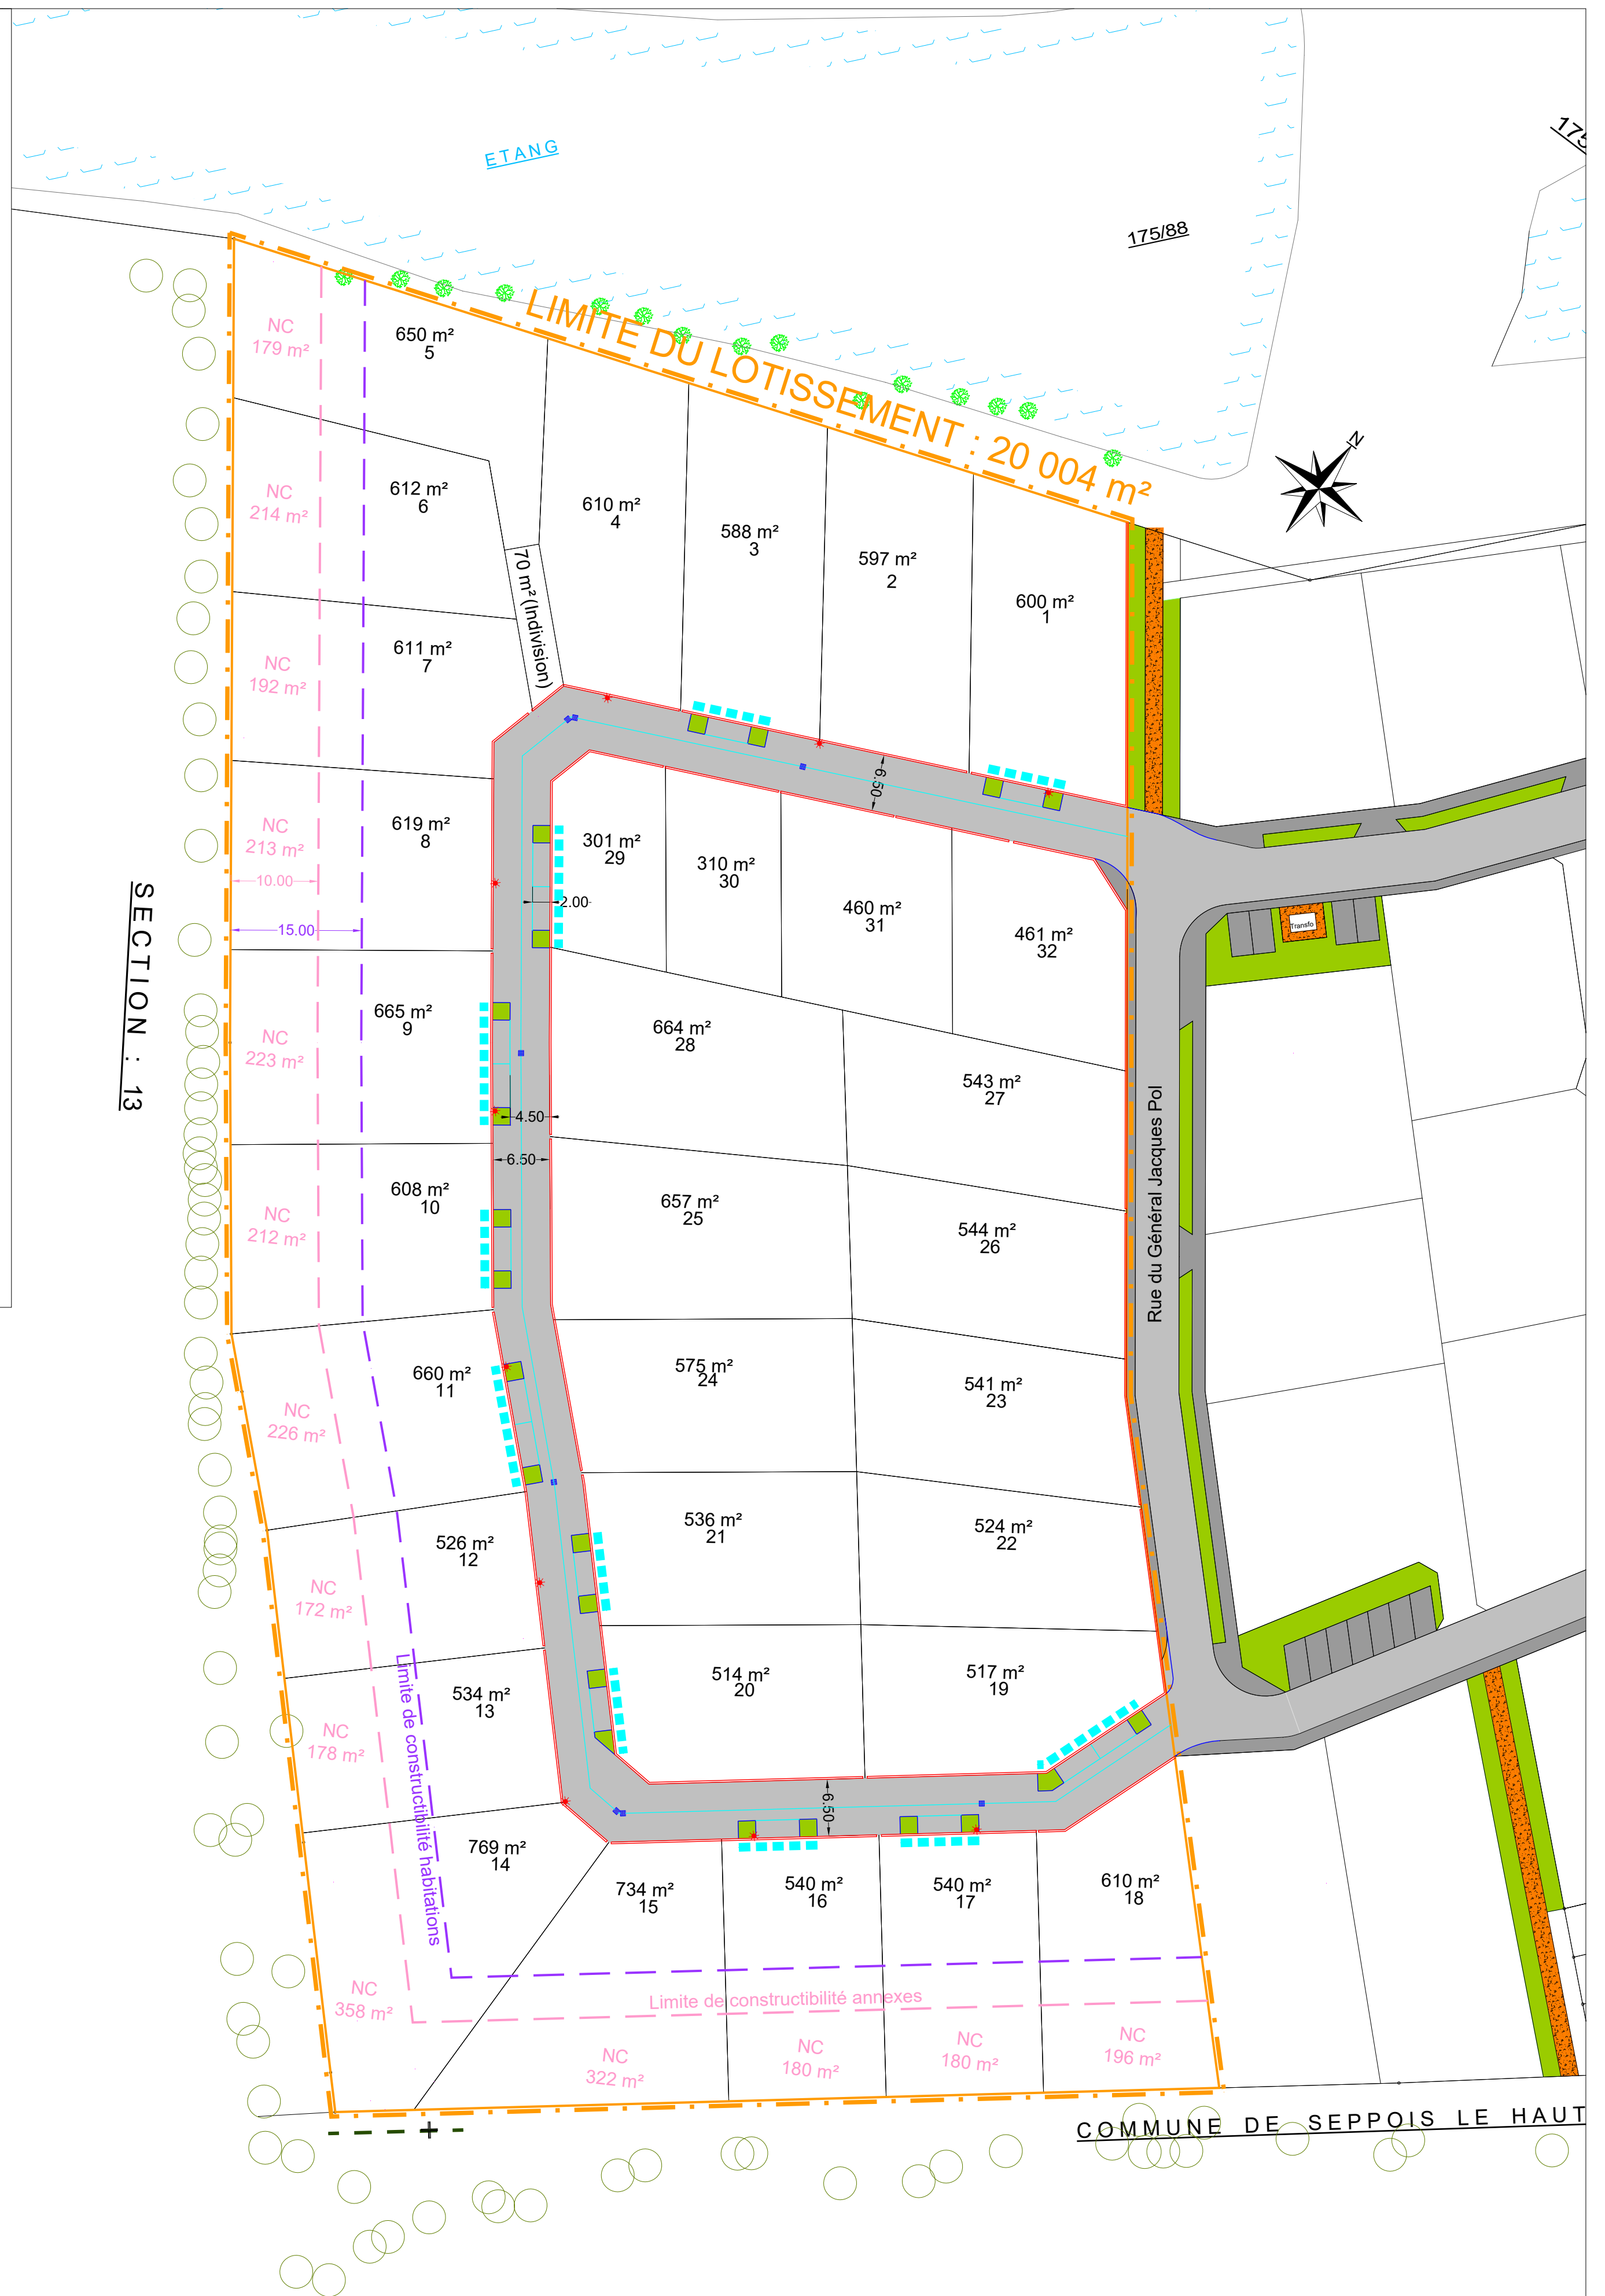 ETANG
175/88
175
LIMITE DU LOTISSEMENT : 20 004 m²
N
NC
179 m²
650 m²
5
NC
214 m²
612 m²
6
70 m² (Indivision)
610 m²
4
588 m²
3
597 m²
2
600 m²
1
NC
192 m²
611 m²
7
6.50
NC
213 m²
619 m²
8
10.00
15.00
301 m²
29
310 m²
30
460 m²
31
461 m²
32
2.00
Transfo
SECTION : 13
NC
223 m²
665 m²
9
664 m²
28
543 m²
27
4.50
6.50
NC
212 m²
608 m²
10
657 m²
25
544 m²
26
Rue du Général Jacques Pol
NC
226 m²
660 m²
11
575 m²
24
541 m²
23
NC
172 m²
526 m²
12
536 m²
21
524 m²
22
NC
178 m²
534 m²
13
514 m²
20
517 m²
19
Limite de constructibilité habitations
6.50
NC
358 m²
769 m²
14
734 m²
15
540 m²
16
540 m²
17
610 m²
18
Limite de constructibilité annexes
NC
322 m²
NC
180 m²
NC
180 m²
NC
196 m²
COMMUNE DE SEPPOIS LE HAUT